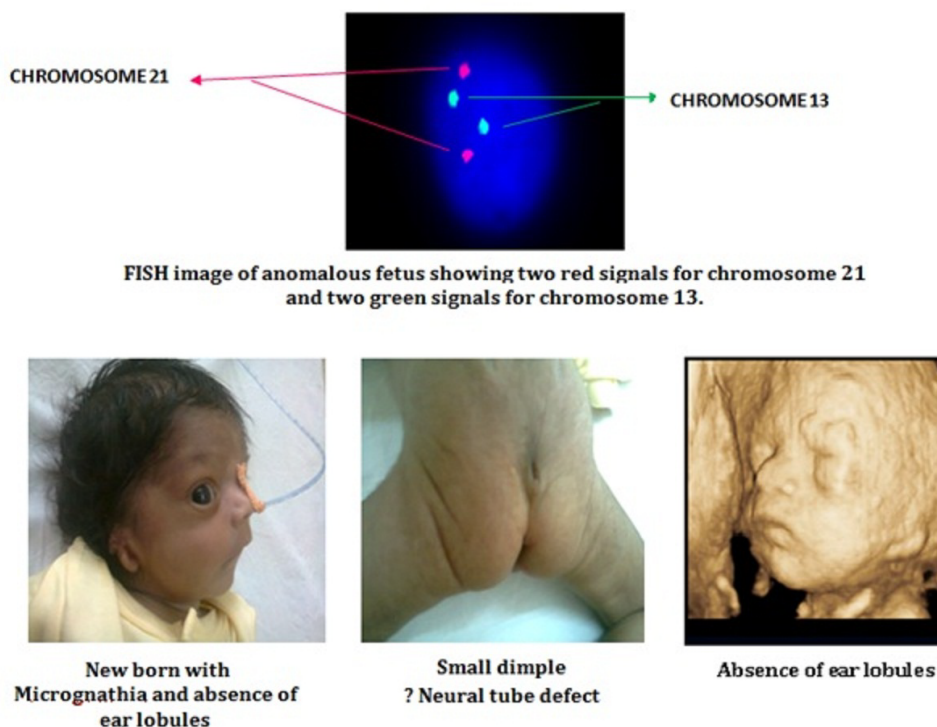 CHROMOSOME 21
CHROMOSOME 13
FISH image of anomalous fetus showing two red signals for chromosome 21
and two green signals for chromosome 13.
New born with
Micrognathia and absence of
ear lobules
Small dimple
? Neural tube defect
Absence of ear lobules